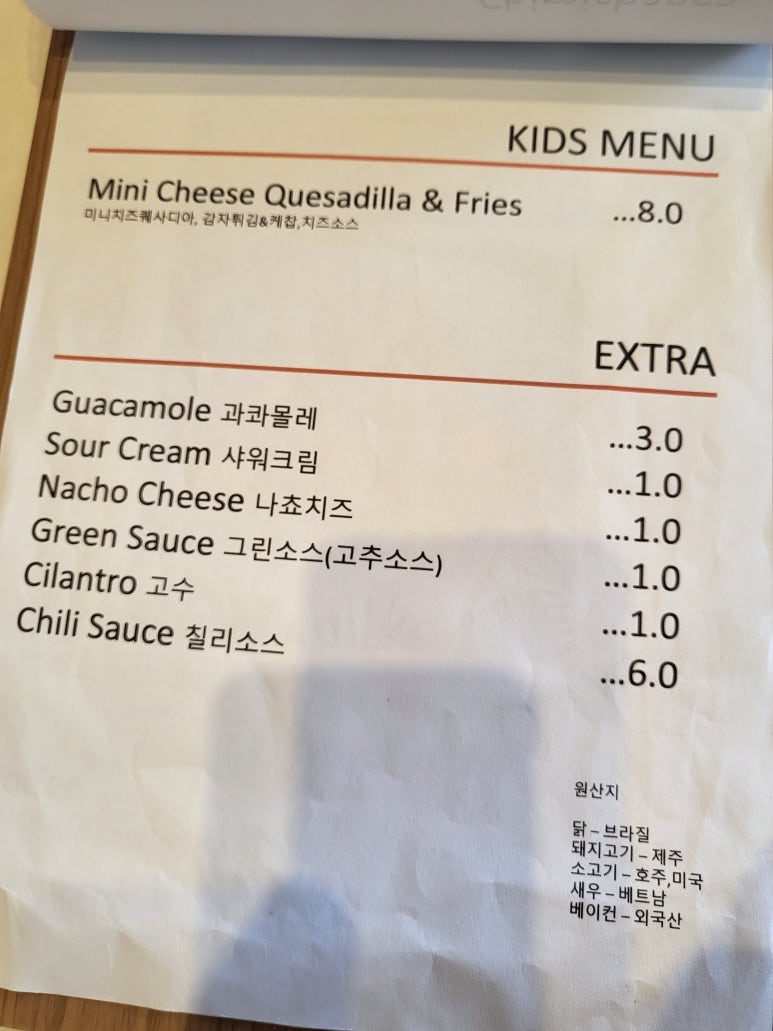 KIDS MENU
Mini Cheese Quesadilla & Fries ...8.0
미니치즈퀘사디아, 감자튀김&케찹,치즈소스
EXTRA
Guacamole 과콰몰레 ...3.0
Sour Cream 샤워크림 ...1.0
Nacho Cheese 나쵸치즈 ...1.0
Green Sauce 그린소스(고추소스) ...1.0
Cilantro 고수 ...1.0
Chili Sauce 칠리소스 ...6.0
원산지
닭 – 브라질
돼지고기 – 제주
소고기 – 호주,미국
새우 – 베트남
베이컨 – 외국산